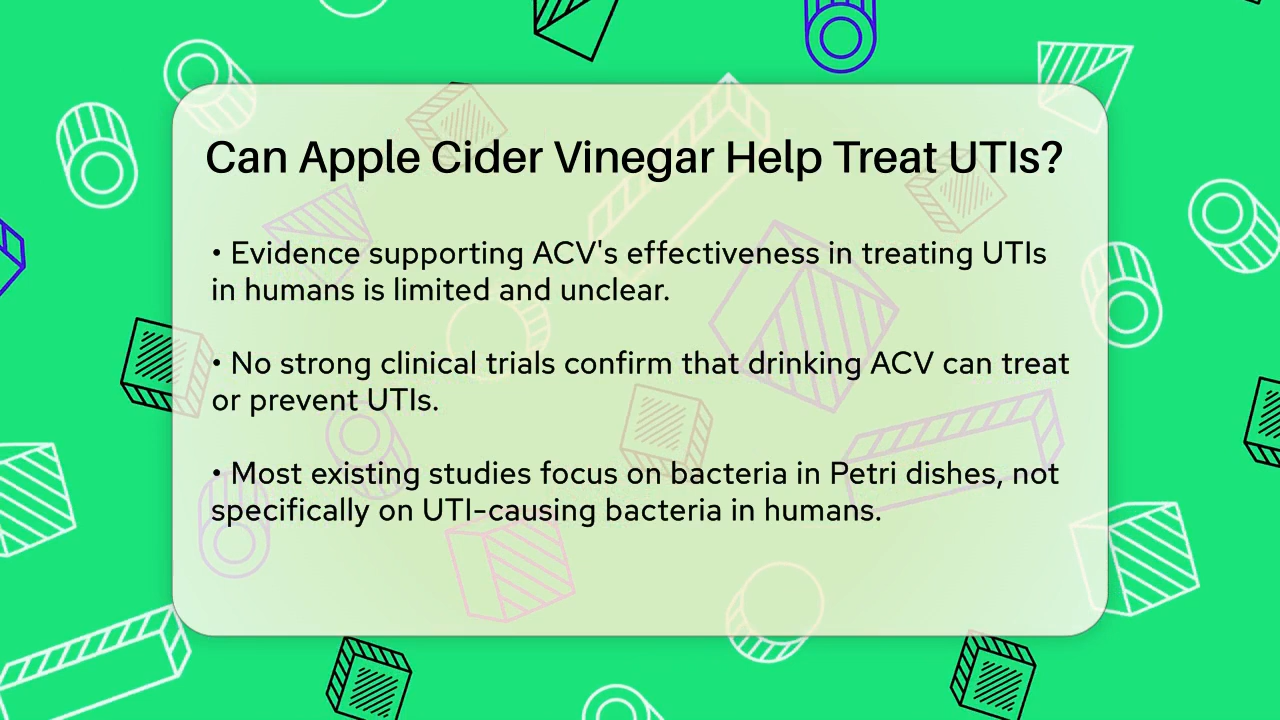 Can Apple Cider Vinegar Help Treat UTIs?
• Evidence supporting ACV's effectiveness in treating UTIs
in humans is limited and unclear.
• No strong clinical trials confirm that drinking ACV can treat
or prevent UTIs.
• Most existing studies focus on bacteria in Petri dishes, not
specifically on UTI-causing bacteria in humans.